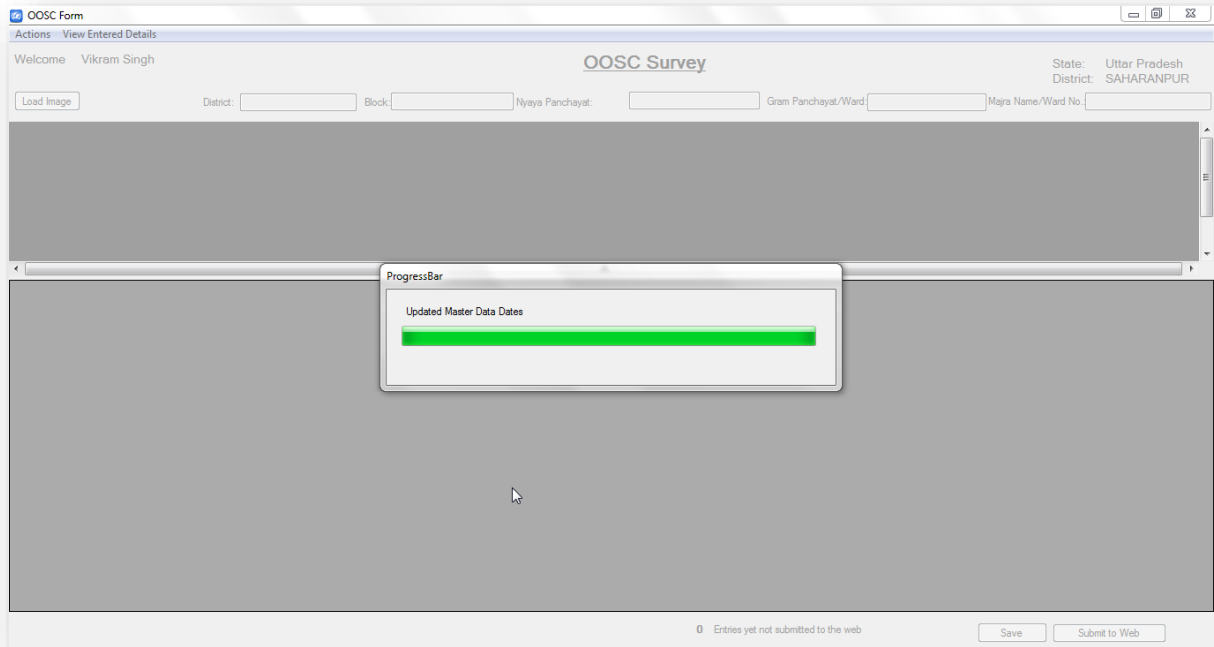 OOSC Form
Actions View Entered Details
Welcome Vikram Singh
OOSC Survey
State: Uttar Pradesh
District: SAHARANPUR
Load Image District: Block: Nyaya Panchayat: Gram Panchayat/Ward: Majra Name/Ward No.:
ProgressBar
Updated Master Data Dates
0 Entries yet not submitted to the web
Save Submit to Web